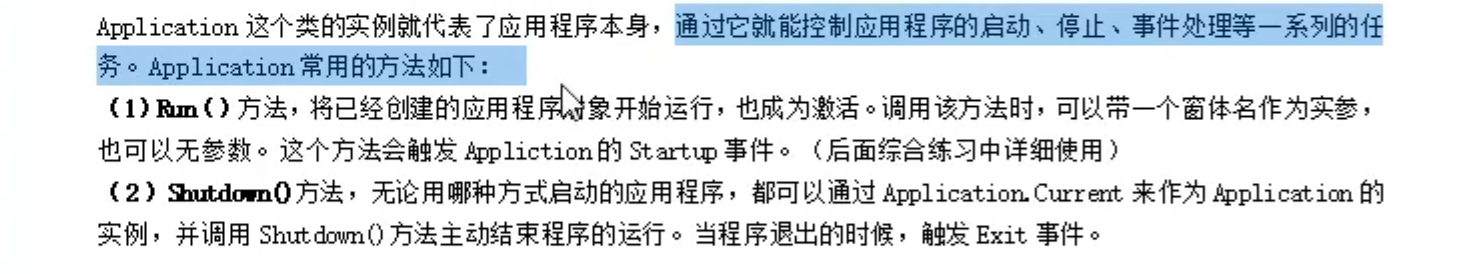 Application 这个类的实例就代表了应用程序本身，通过它就能控制应用程序的启动、停止、事件处理等一系列的任
务。Application 常用的方法如下：
（1）Run（）方法，将已经创建的应用程序对象开始运行，也成为激活。调用该方法时，可以带一个窗体名作为实参，
也可以无参数。这个方法会触发 Appliction 的 Startup 事件。（后面综合练习中详细使用）
（2）Shutdown()方法，无论用哪种方式启动的应用程序，都可以通过 Application.Current 来作为 Application 的
实例，并调用 Shutdown()方法主动结束程序的运行。当程序退出的时候，触发 Exit 事件。